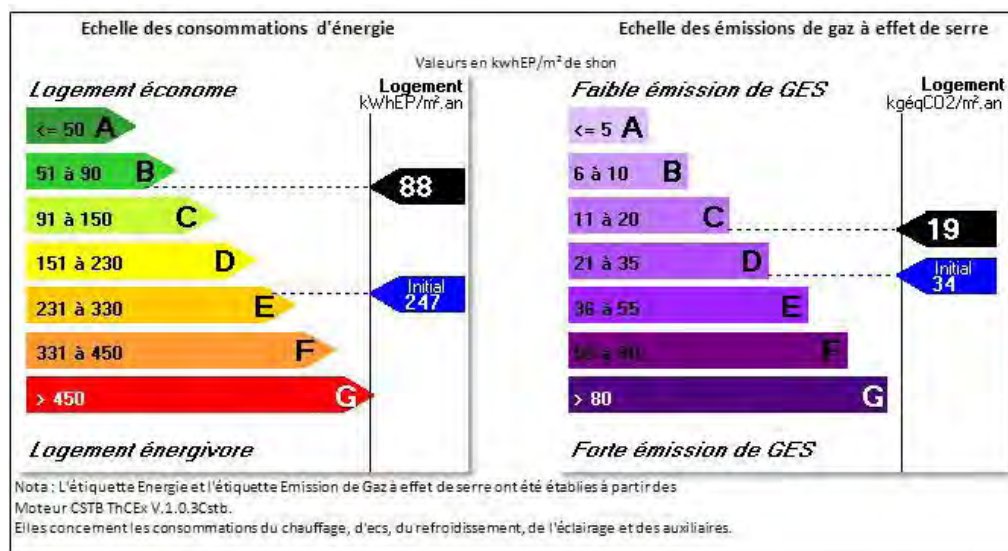 Echelle des consommations d'énergie
Echelle des émissions de gaz à effet de serre
Valeurs en kwhEP/m² de shon
Logement économe
Logement
kWhEP/m².an
<= 50 A
51 à 90 B
88
91 à 150 C
151 à 230 D
Initial
247
231 à 330 E
331 à 450 F
> 450 G
Logement énergivore
Faible émission de GES
Logement
kgéqCO2/m².an
<= 5 A
6 à 10 B
11 à 20 C
19
21 à 35 D
Initial
34
36 à 55 E
F
> 80 G
Forte émission de GES
Nota : L'étiquette Energie et l'étiquette Emission de Gaz à effet de serre ont été établies à partir des
Moteur CSTB ThCEx V.1.0.3Cstb.
Elles concernent les consommations du chauffage, d'ecs, du refroidissement, de l'éclairage et des auxiliaires.